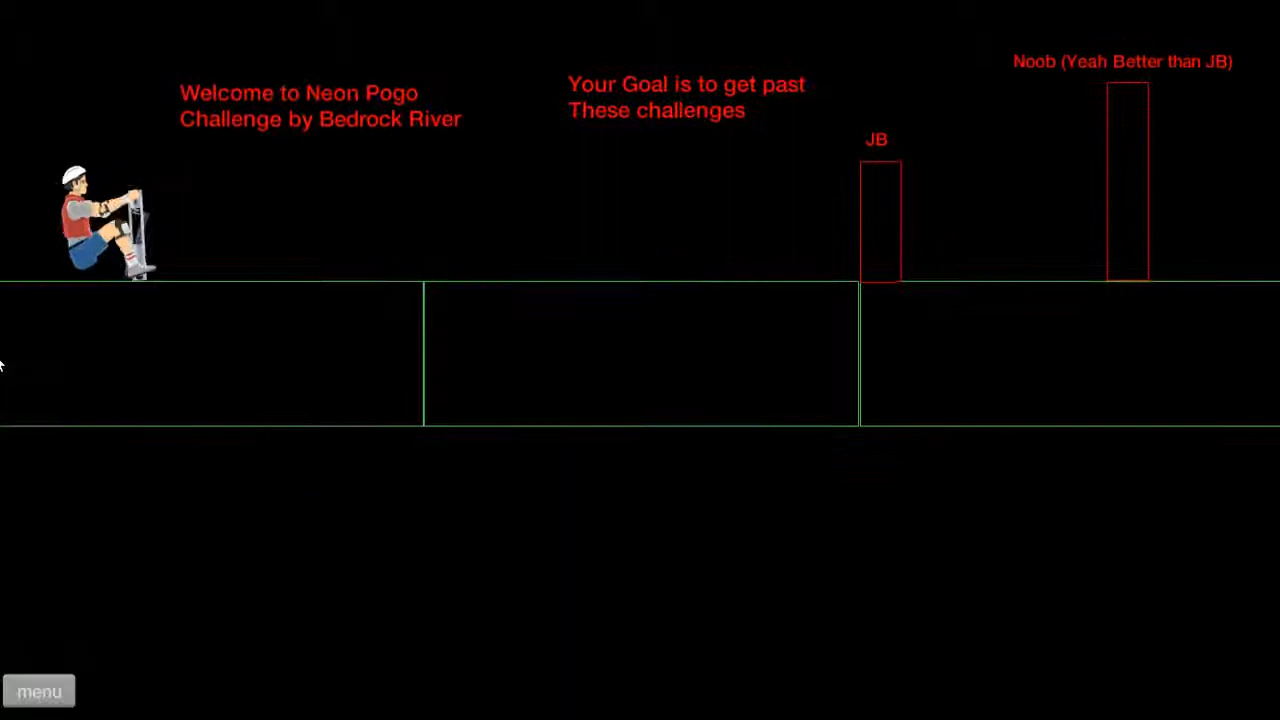 Welcome to Neon Pogo
Challenge by Bedrock River
Your Goal is to get past
These challenges
JB
Noob (Yeah Better than JB)
menu